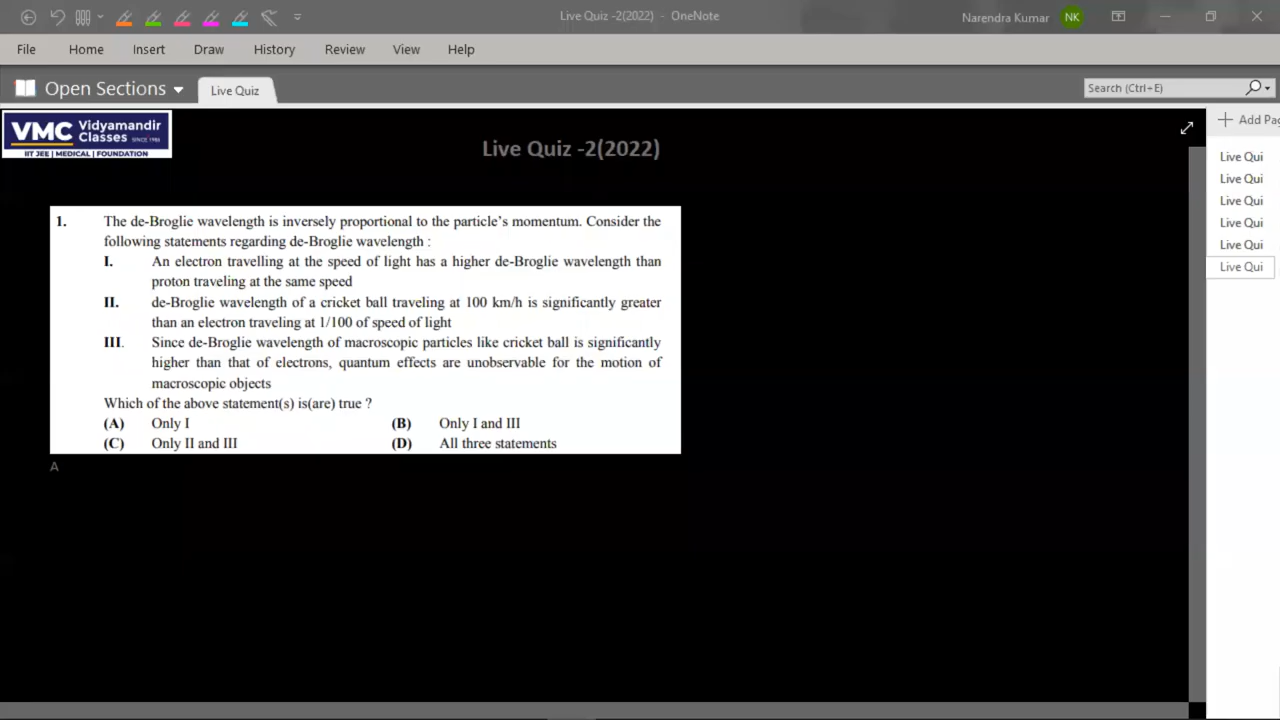 Live Quiz -2(2022) - OneNote
Narendra Kumar NK
File Home Insert Draw History Review View Help
Open Sections Live Quiz
Search (Ctrl+E)
VMC Vidyamandir
Classes SINCE 1986
IIT JEE | MEDICAL | FOUNDATION
Live Quiz -2(2022)
Add Pag
Live Qui
Live Qui
Live Qui
Live Qui
Live Qui
Live Qui
1. The de-Broglie wavelength is inversely proportional to the particle's momentum. Consider the
following statements regarding de-Broglie wavelength :
I. An electron travelling at the speed of light has a higher de-Broglie wavelength than
proton traveling at the same speed
II. de-Broglie wavelength of a cricket ball traveling at 100 km/h is significantly greater
than an electron traveling at 1/100 of speed of light
III. Since de-Broglie wavelength of macroscopic particles like cricket ball is significantly
higher than that of electrons, quantum effects are unobservable for the motion of
macroscopic objects
Which of the above statement(s) is(are) true ?
(A) Only I (B) Only I and III
(C) Only II and III (D) All three statements
A